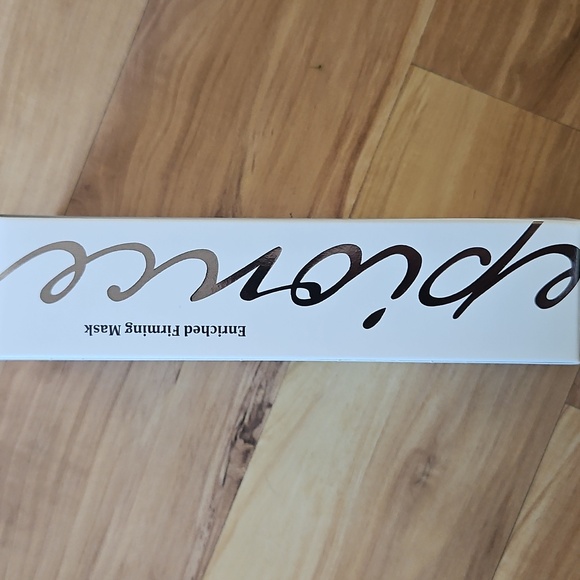 epionce
Enriched Firming Mask